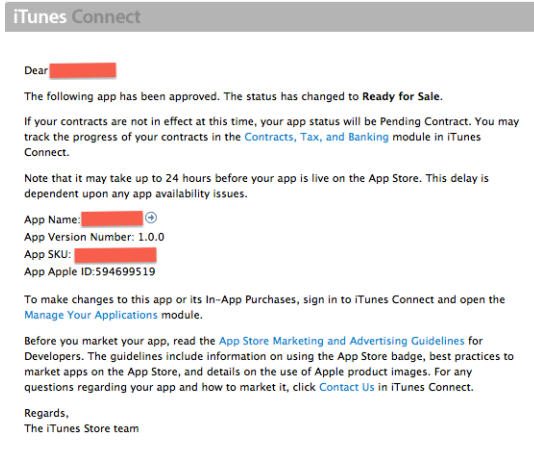 iTunes Connect
Dear
The following app has been approved. The status has changed to Ready for Sale.
If your contracts are not in effect at this time, your app status will be Pending Contract. You may
track the progress of your contracts in the Contracts, Tax, and Banking module in iTunes
Connect.
Note that it may take up to 24 hours before your app is live on the App Store. This delay is
dependent upon any app availability issues.
App Name:
App Version Number: 1.0.0
App SKU:
App Apple ID:594699519
To make changes to this app or its In-App Purchases, sign in to iTunes Connect and open the
Manage Your Applications module.
Before you market your app, read the App Store Marketing and Advertising Guidelines for
Developers. The guidelines include information on using the App Store badge, best practices to
market apps on the App Store, and details on the use of Apple product images. For any
questions regarding your app and how to market it, click Contact Us in iTunes Connect.
Regards,
The iTunes Store team